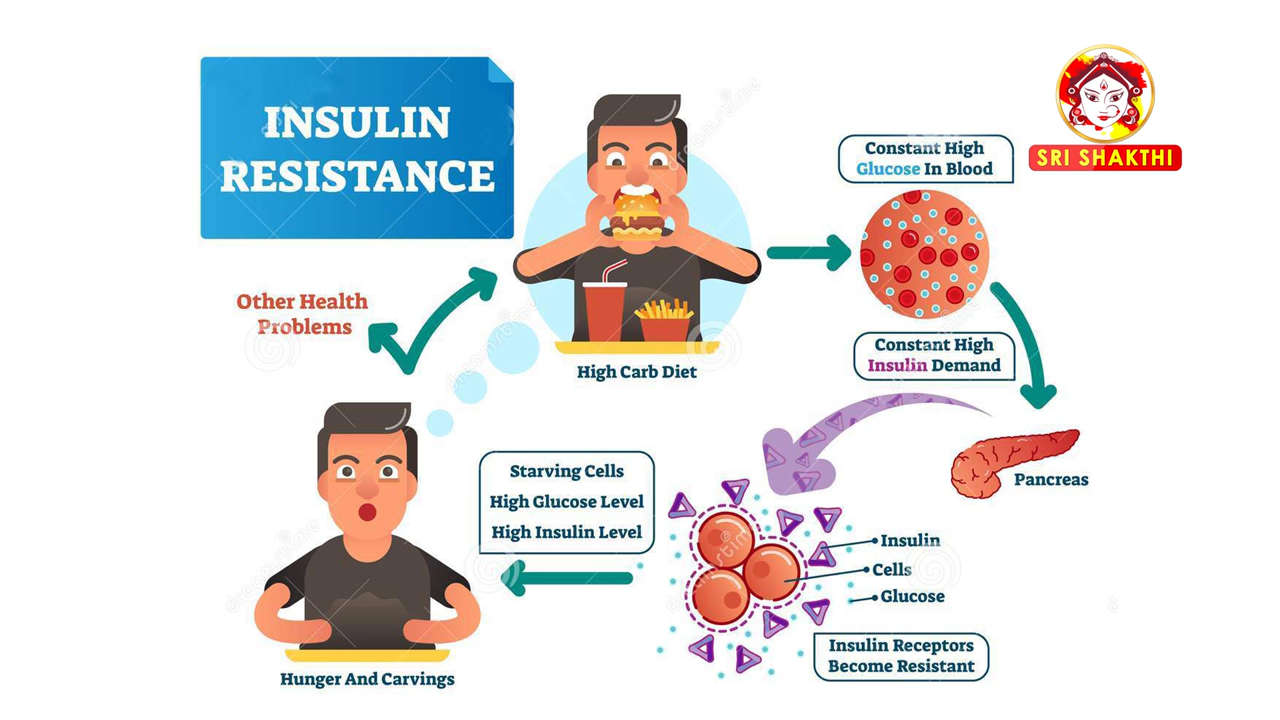 INSULIN
RESISTANCE
SRI SHAKTHI
Constant High
Glucose In Blood
Other Health
Problems
High Carb Diet
Constant High
Insulin Demand
Pancreas
Starving Cells
High Glucose Level
High Insulin Level
Insulin
Cells
Glucose
Insulin Receptors
Become Resistant
Hunger And Carvings
dreamstime